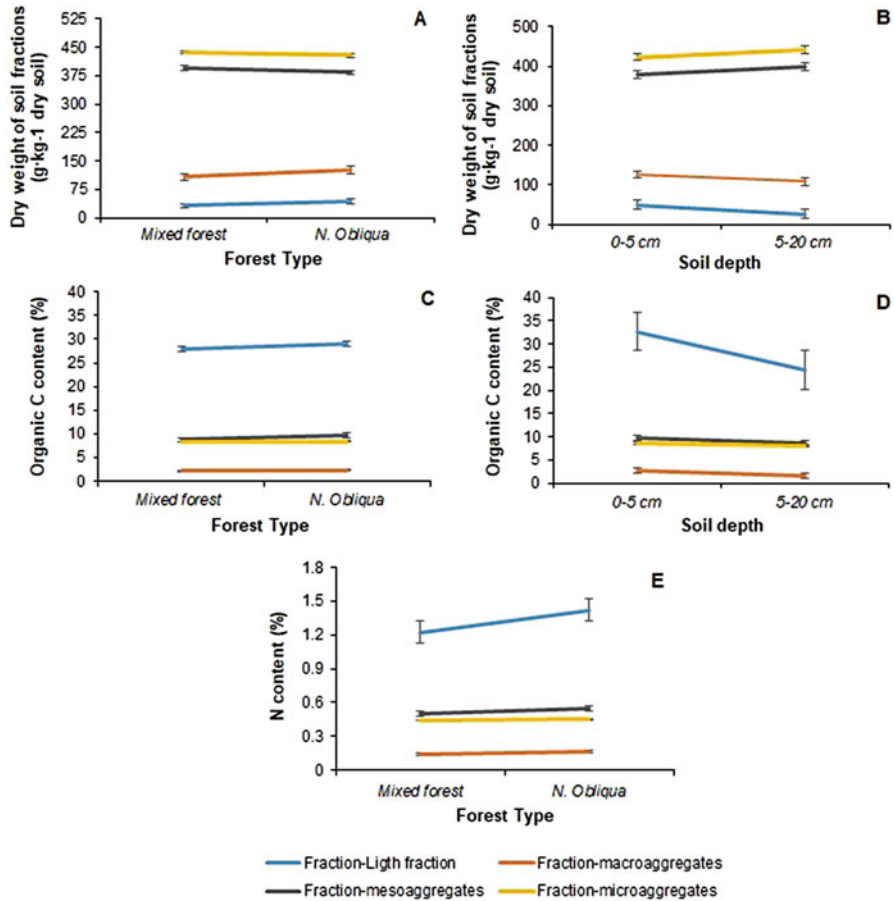 A
Dry weight of soil fractions
(g·kg-1 dry soil)
525
450
375
300
225
150
75
0
Mixed forest
N. Obliqua
Forest Type
B
Dry weight of soil fractions
(g·kg-1 dry soil)
500
400
300
200
100
0
0-5 cm
5-20 cm
Soil depth
C
Organic C content (%)
40
35
30
25
20
15
10
5
0
Mixed forest
N. Obliqua
Forest Type
D
Organic C content (%)
40
35
30
25
20
15
10
5
0
0-5 cm
5-20 cm
Soil depth
E
N content (%)
1.8
1.5
1.2
0.9
0.6
0.3
0
Mixed forest
N. Obliqua
Forest Type
Fraction-Ligth fraction
Fraction-macroaggregates
Fraction-mesoaggregates
Fraction-microaggregates